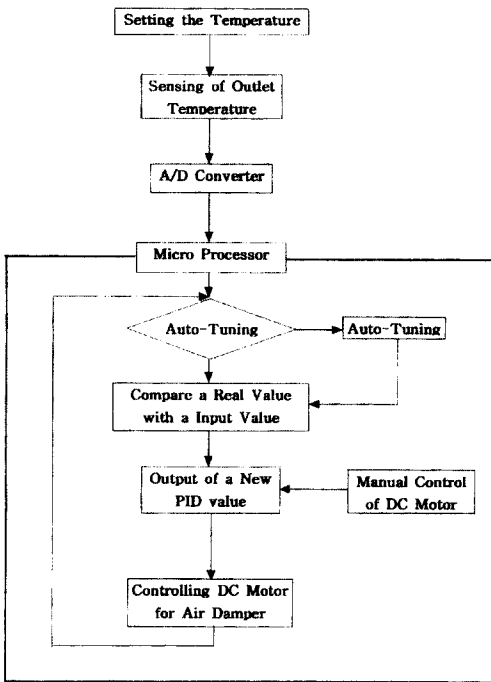 Setting the Temperature
Sensing of Outlet
Temperature
A/D Converter
Micro Processor
Auto-Tuning
Auto-Tuning
Compare a Real Value
with a Input Value
Output of a New
PID value
Manual Control
of DC Motor
Controlling DC Motor
for Air Damper